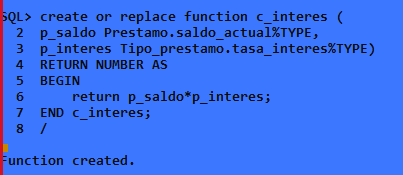 SQL> create or replace function c_interes (
2 p_saldo Prestamo.saldo_actual%TYPE,
3 p_interes Tipo_prestamo.tasa_interes%TYPE)
4 RETURN NUMBER AS
5 BEGIN
6 return p_saldo*p_interes;
7 END c_interes;
8 /
Function created.